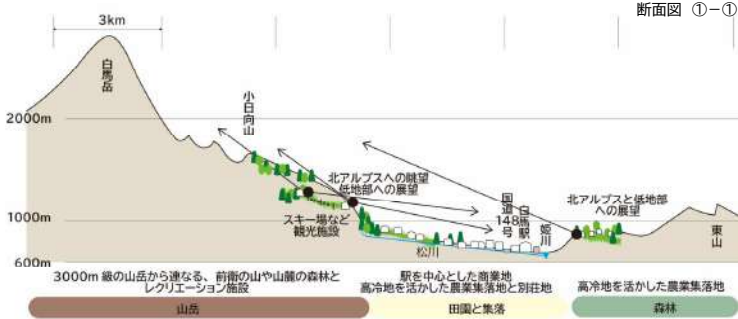 断面図 ①－①
3km
白馬岳
小日向山
2000m
北アルプスへの眺望
低地部への展望
国道148号
白馬駅
姫川
北アルプスと低地部
への展望
スキー場など
観光施設
1000m
松川
東山
600m
3000m 級の山岳から連なる、前衛の山や山麓の森林と
レクリエーション施設
駅を中心とした商業地
高冷地を活かした農業集落地と別荘地
高冷地を活かした農業集落地
山岳
田園と集落
森林